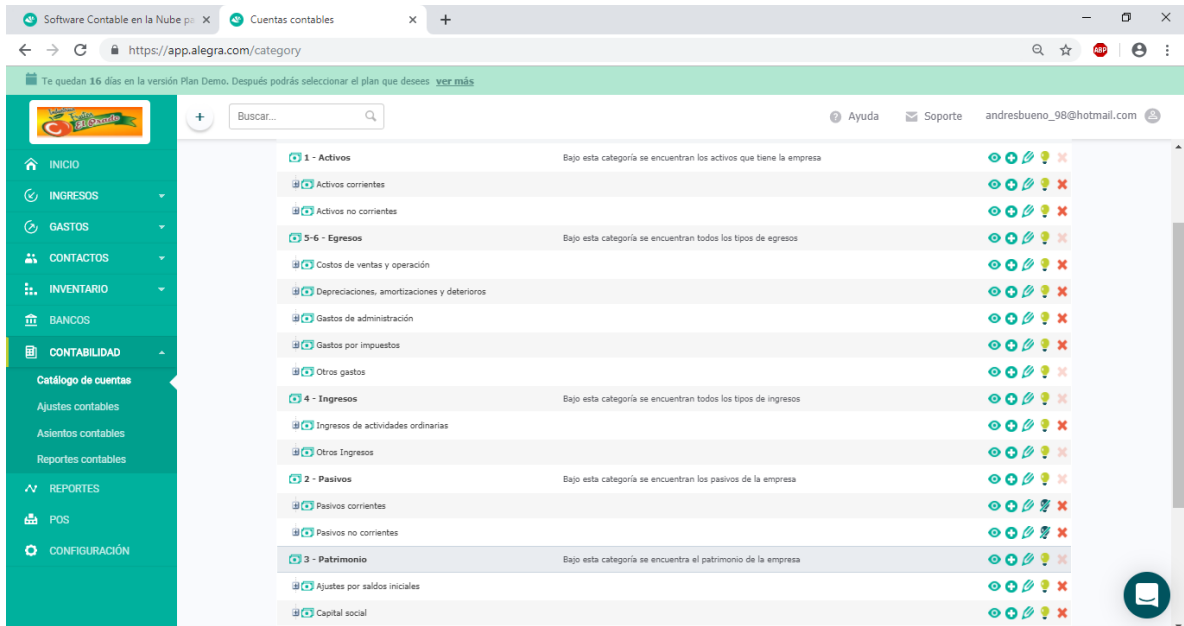 Software Contable en la Nube pa
Cuentas contables
https://app.alegra.com/category
ABP
Te quedan 16 días en la versión Plan Demo. Después podrás seleccionar el plan que desees ver más
Buscar...
Ayuda
Soporte
andresbueno_98@hotmail.com
INICIO
INGRESOS
GASTOS
CONTACTOS
INVENTARIO
BANCOS
CONTABILIDAD
Catálogo de cuentas
Ajustes contables
Asientos contables
Reportes contables
REPORTES
POS
CONFIGURACIÓN
1 - Activos Bajo esta categoría se encuentran los activos que tiene la empresa
Activos corrientes
Activos no corrientes
5-6 - Egresos Bajo esta categoría se encuentran todos los tipos de egresos
Costos de ventas y operación
Depreciaciones, amortizaciones y deterioros
Gastos de administración
Gastos por impuestos
Otros gastos
4 - Ingresos Bajo esta categoría se encuentran todos los tipos de ingresos
Ingresos de actividades ordinarias
Otros Ingresos
2 - Pasivos Bajo esta categoría se encuentran los pasivos de la empresa
Pasivos corrientes
Pasivos no corrientes
3 - Patrimonio Bajo esta categoría se encuentra el patrimonio de la empresa
Ajustes por saldos iniciales
Capital social